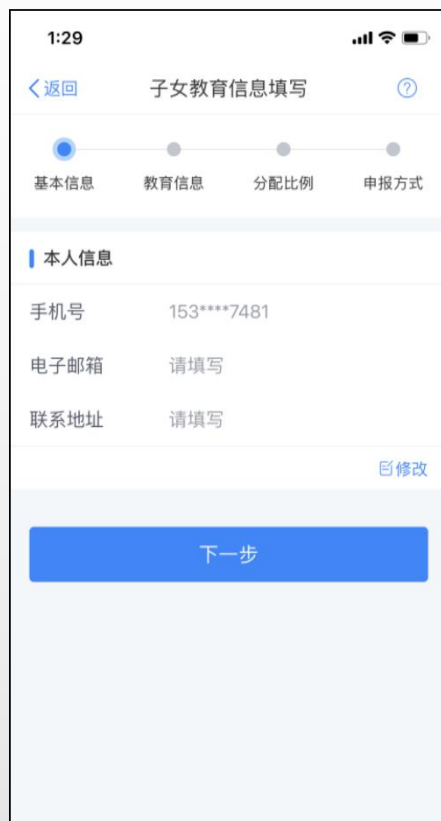 1:29
返回 子女教育信息填写 ?
基本信息 教育信息 分配比例 申报方式
本人信息
手机号 153****7481
电子邮箱 请填写
联系地址 请填写
修改
下一步